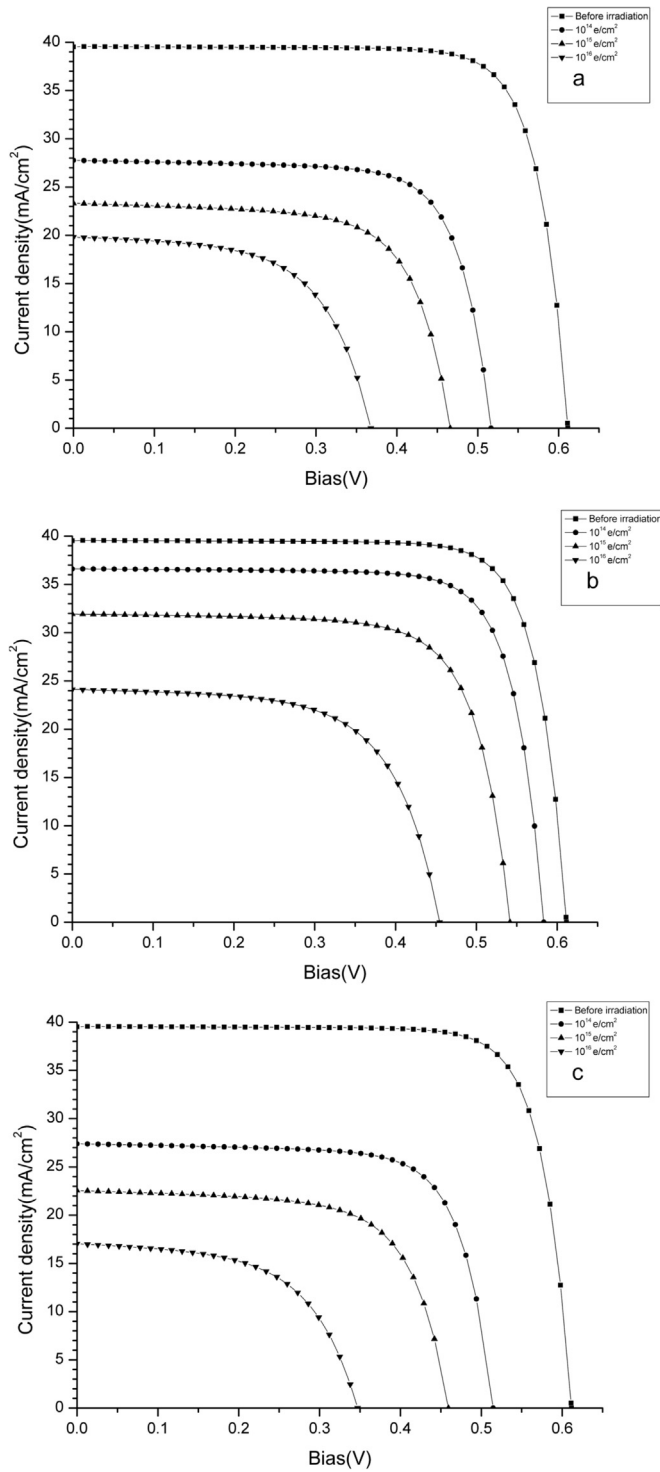 Before irradiation
10¹⁴ e/cm²
10¹⁵ e/cm²
10¹⁶ e/cm²
a
40
35
30
25
20
15
10
5
0
Current density(mA/cm²)
0.0 0.1 0.2 0.3 0.4 0.5 0.6
Bias(V)
Before irradiation
10¹⁴ e/cm²
10¹⁵ e/cm²
10¹⁶ e/cm²
b
40
35
30
25
20
15
10
5
0
Current density(mA/cm²)
0.0 0.1 0.2 0.3 0.4 0.5 0.6
Bias(V)
Before irradiation
10¹⁴ e/cm²
10¹⁵ e/cm²
10¹⁶ e/cm²
c
40
35
30
25
20
15
10
5
0
Current density(mA/cm²)
0.0 0.1 0.2 0.3 0.4 0.5 0.6
Bias(V)